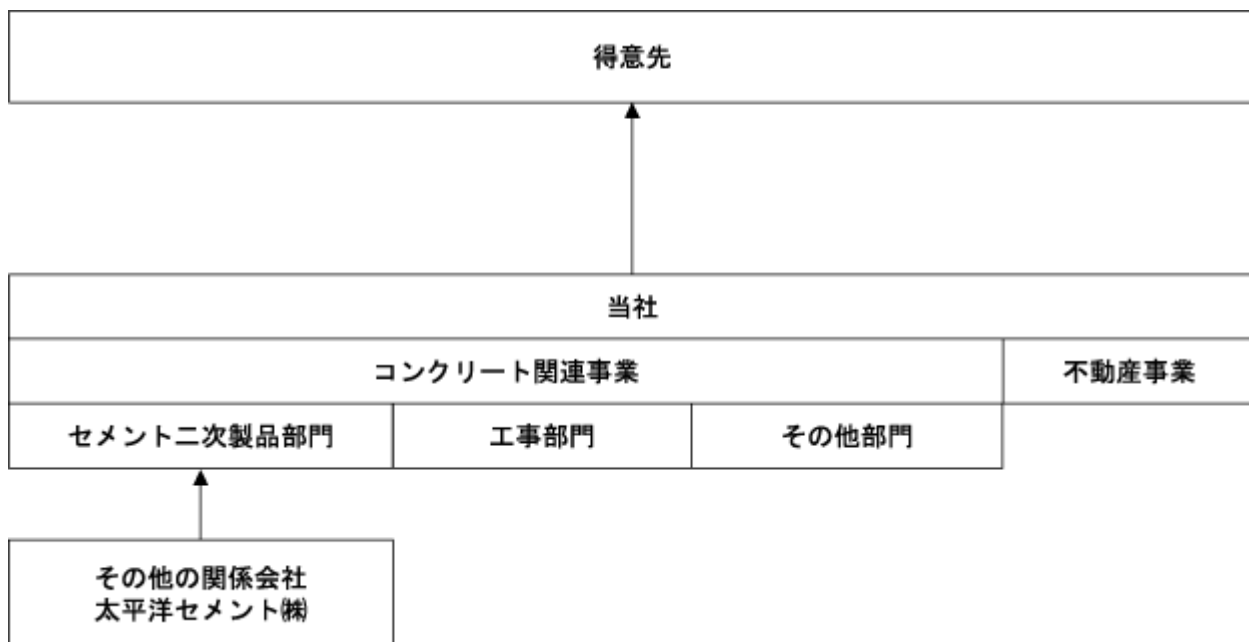 得意先
当社
コンクリート関連事業
不動産事業
セメント二次製品部門
工事部門
その他部門
その他の関係会社
太平洋セメント㈱